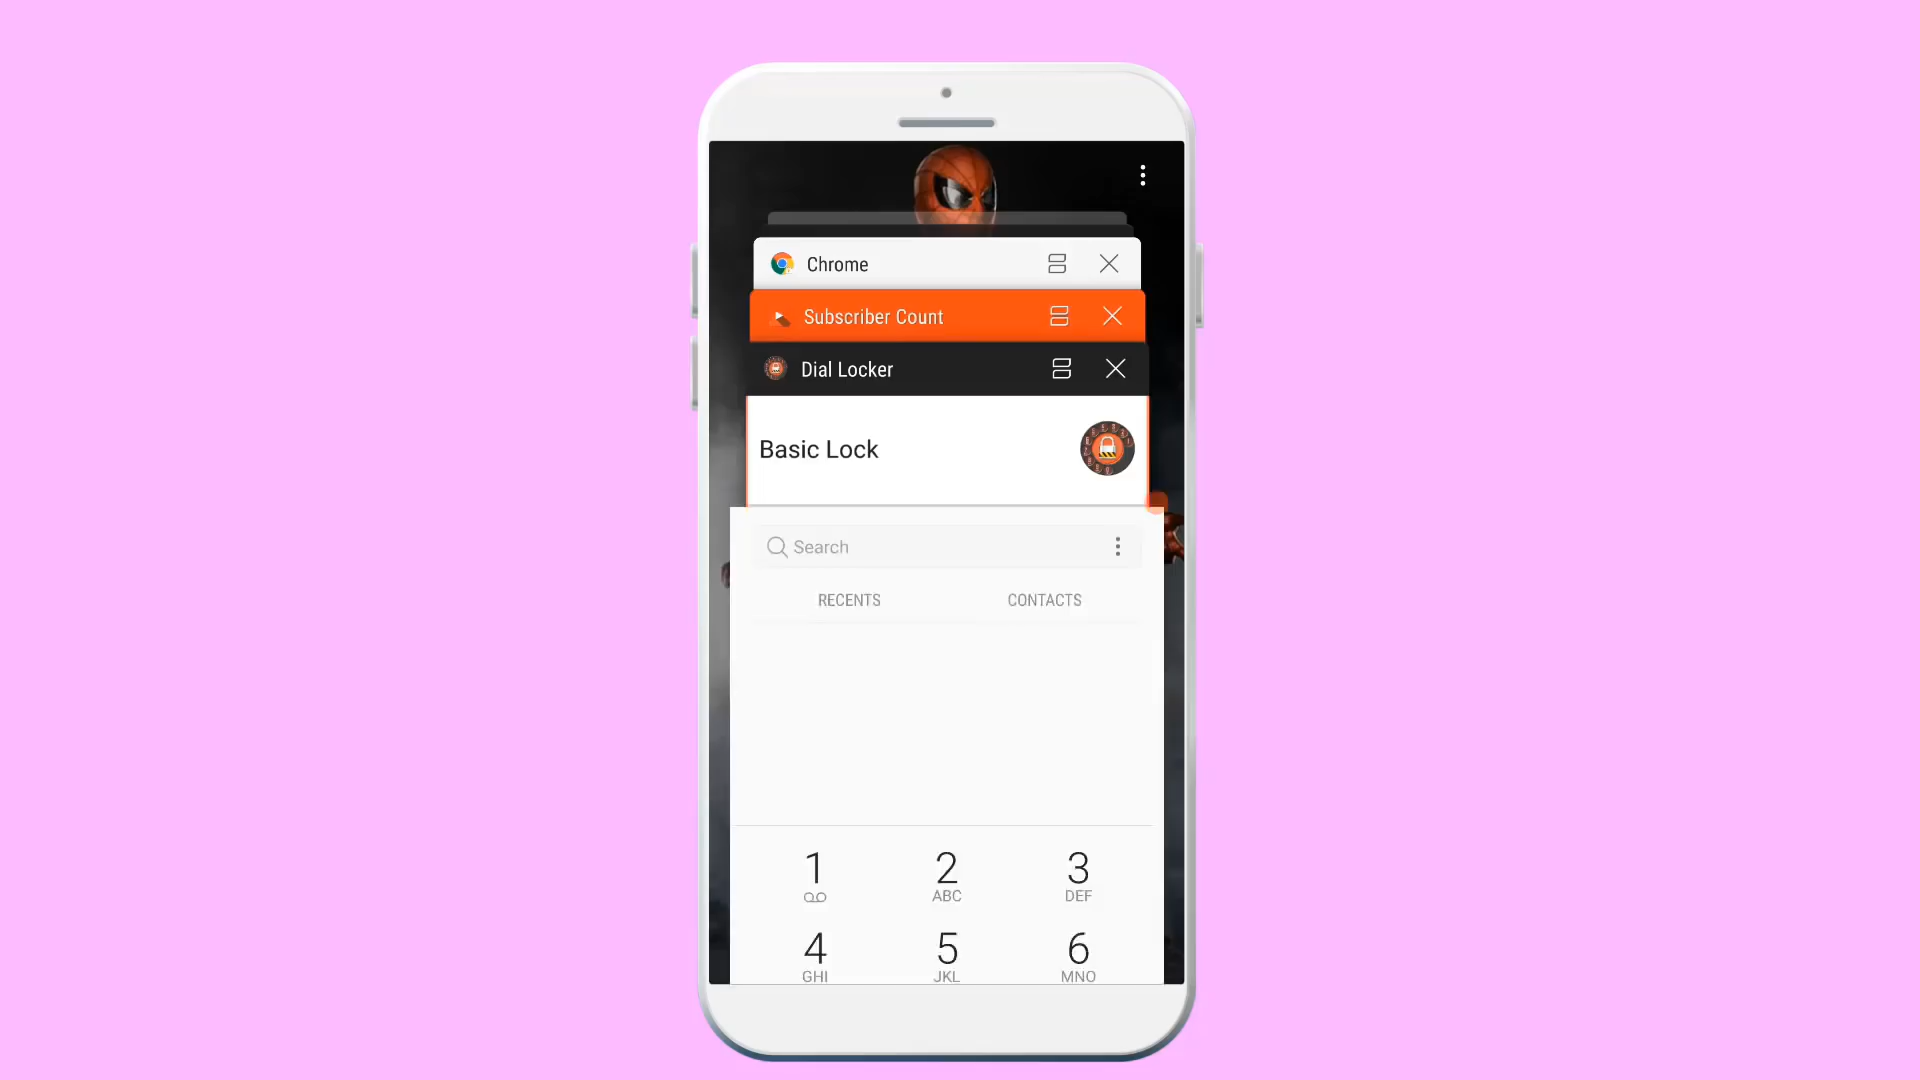 Chrome
Subscriber Count
Dial Locker
Basic Lock
Search
RECENTS CONTACTS
1 2 3
ABC DEF
4 5 6
GHI JKL MNO